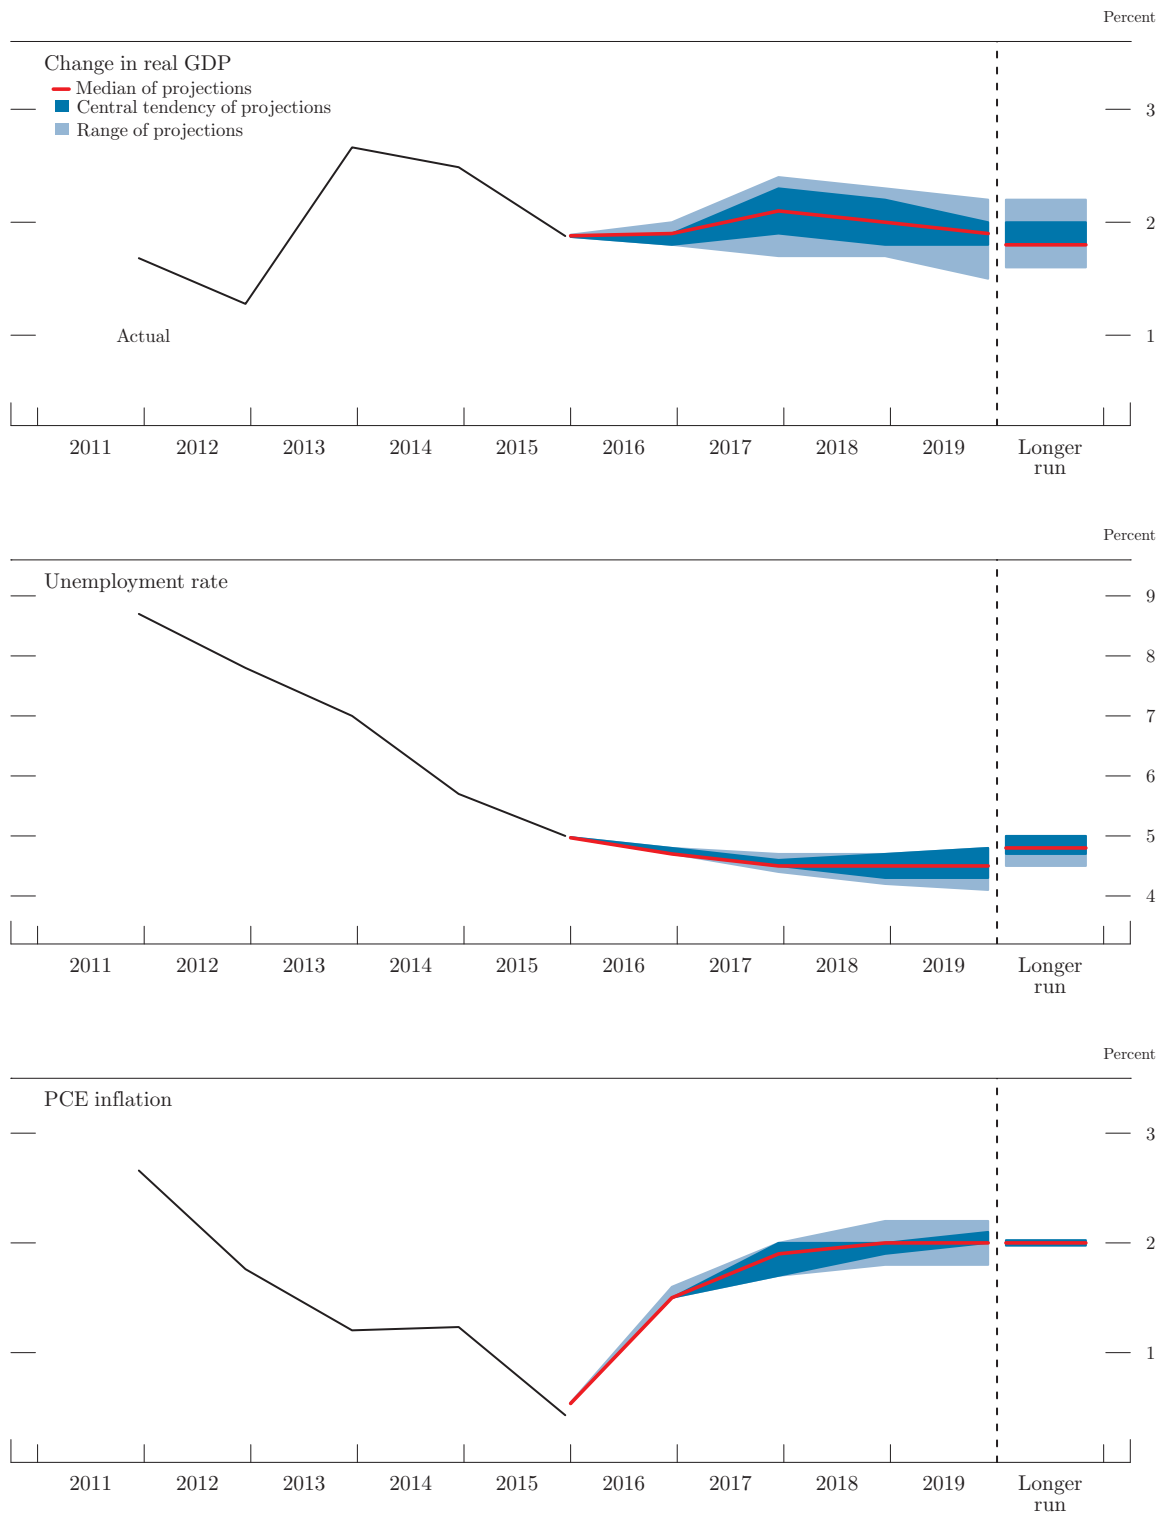 Percent
Change in real GDP
Median of projections
Central tendency of projections
Range of projections
3
2
1
Actual
2011 2012 2013 2014 2015 2016 2017 2018 2019 Longer
run
Percent
Unemployment rate
9
8
7
6
5
4
2011 2012 2013 2014 2015 2016 2017 2018 2019 Longer
run
Percent
PCE inflation
3
2
1
2011 2012 2013 2014 2015 2016 2017 2018 2019 Longer
run